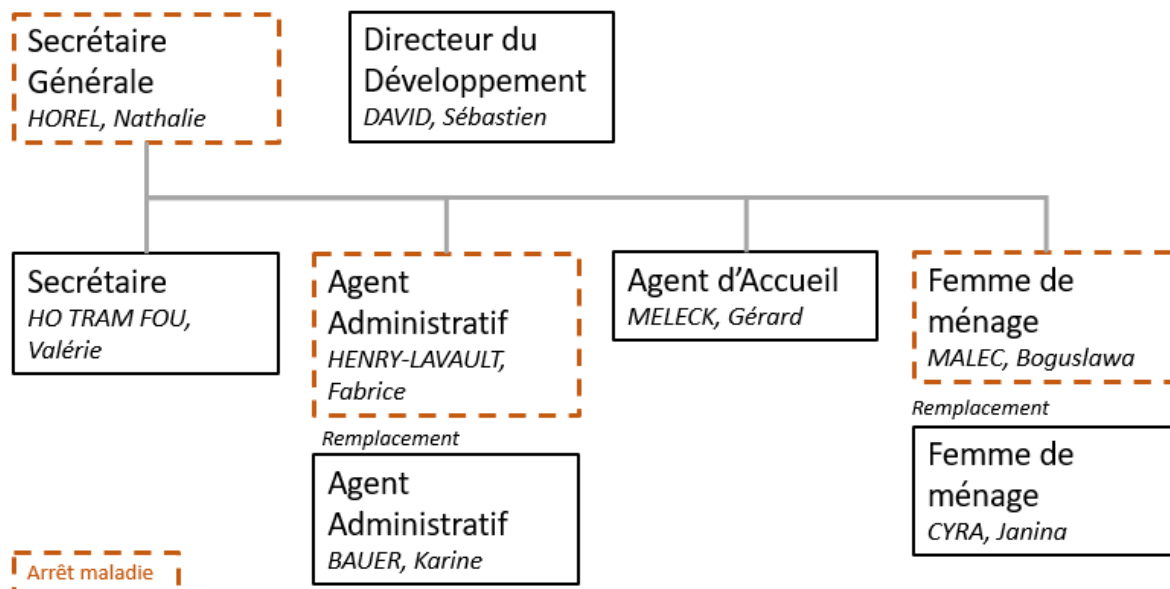 Secrétaire
Générale
HOREL, Nathalie
Directeur du
Développement
DAVID, Sébastien
Secrétaire
HO TRAM FOU,
Valérie
Agent
Administratif
HENRY-LAVAULT,
Fabrice
Remplacement
Agent
Administratif
BAUER, Karine
Agent d’Accueil
MELECK, Gérard
Femme de
ménage
MALEC, Boguslawa
Remplacement
Femme de
ménage
CYRA, Janina
Arrêt maladie